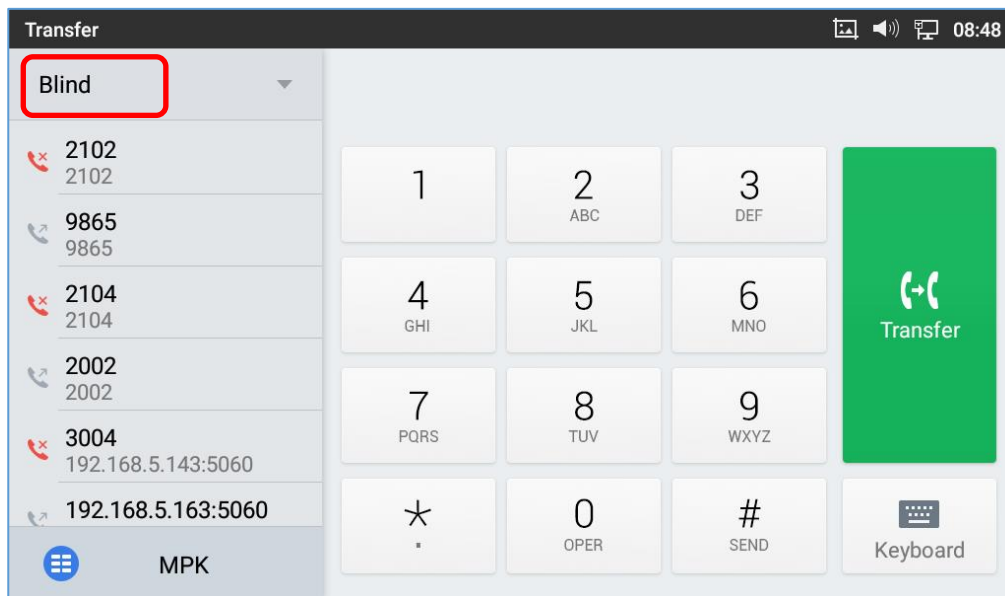 Transfer 08:48
Blind
2102
2102
9865
9865
2104
2104
2002
2002
3004
192.168.5.143:5060
192.168.5.163:5060
MPK
1 2 3
ABC DEF
4 5 6
GHI JKL MNO
7 8 9
PQRS TUV WXYZ
* 0 #
. OPER SEND
Transfer
Keyboard